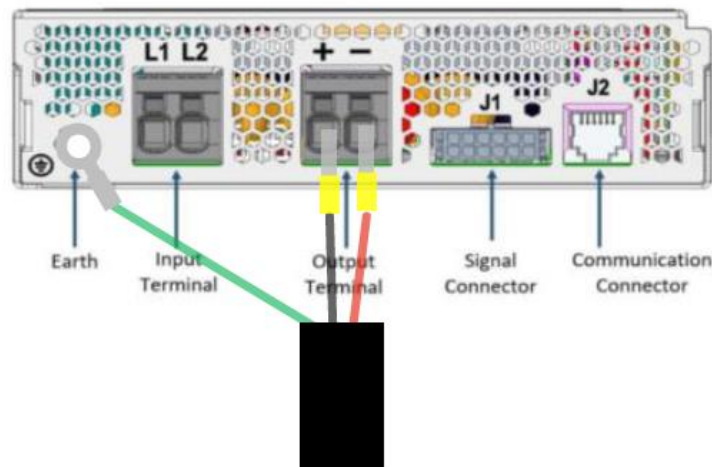 L1 L2
+ −
J1
J2
Earth
Input
Terminal
Output
Terminal
Signal
Connector
Communication
Connector